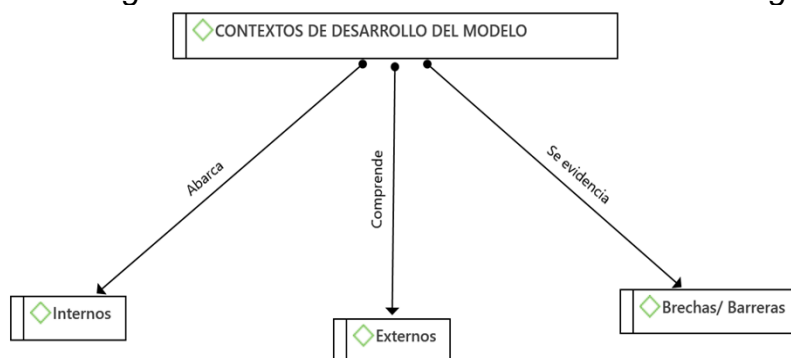 CONTEXTOS DE DESARROLLO DEL MODELO
Abarca
Comprende
Se evidencia
Internos
Externos
Brechas/ Barreras